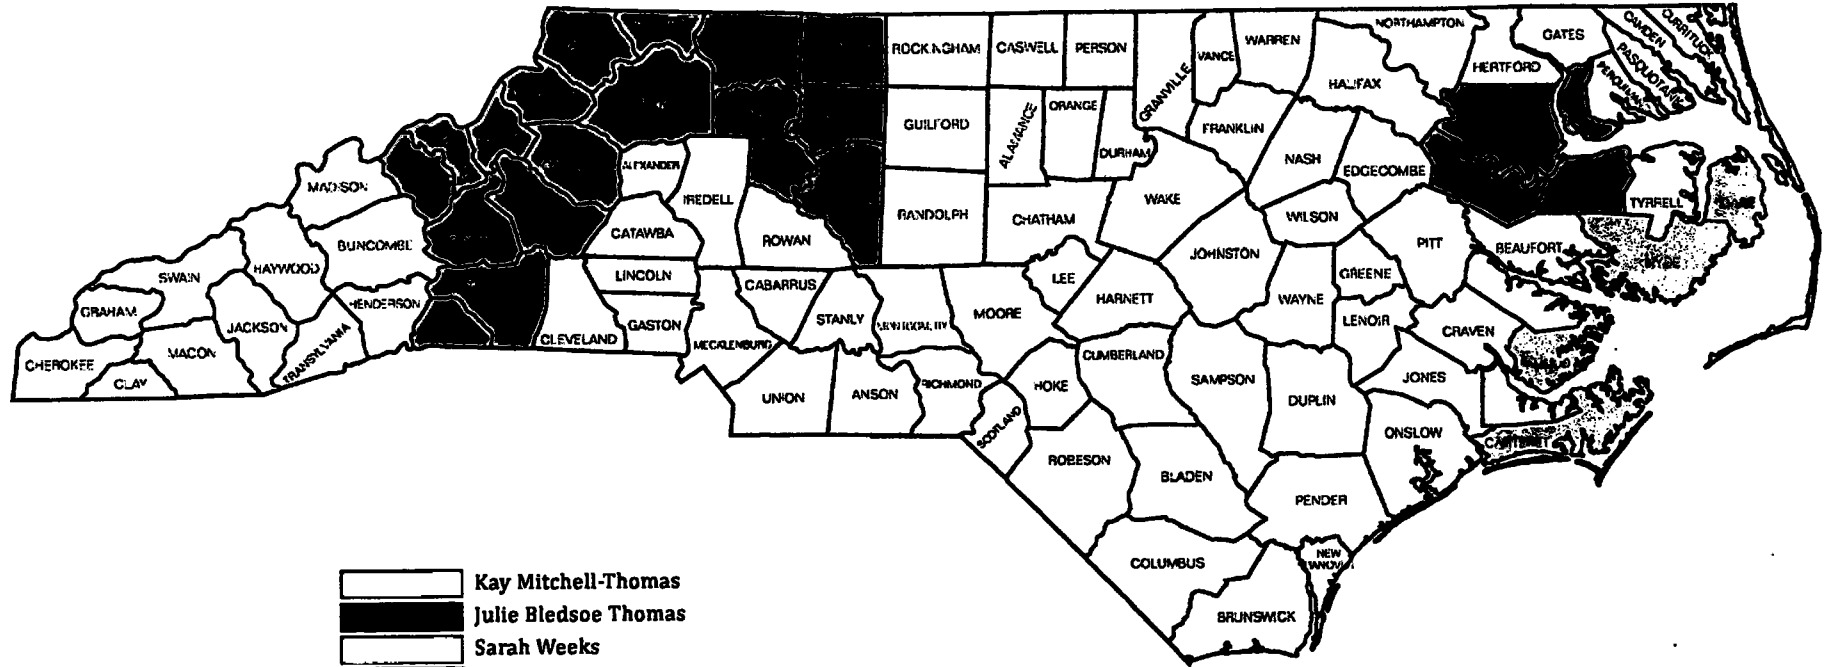 NORTHAMPTON
CURRITUCK
CAMDEN
GATES
ROCKINGHAM
CASWELL
PERSON
VANCE
WARREN
PASQUOTANK
HERTFORD
HALIFAX
GRANVILLE
ORANGE
ALAMANCE
GUILFORD
FRANKLIN
DURHAM
NASH
EDGECOMBE
ALEXANDER
MADISON
IREDELL
WAKE
TYRRELL
DARE
RANDOLPH
CHATHAM
WILSON
CATAWBA
ROWAN
BUNCOMBE
PITT
BEAUFORT
JOHNSTON
HYDE
SWAIN
HAYWOOD
LINCOLN
LEE
GREENE
CABARRUS
HARNETT
WAYNE
HENDERSON
GRAHAM
MOORE
STANLY
GASTON
LENOIR
JACKSON
CRAVEN
MONTGOMERY
CLEVELAND
MECKLENBURG
MACON
TRANSYLVANIA
CUMBERLAND
CHEROKEE
CLAY
SAMPSON
JONES
RICHMOND
HOKE
UNION
ANSON
DUPLIN
SCOTLAND
ONSLOW
CARTERET
ROBESON
BLADEN
PENDER
COLUMBUS
NEW
BRUNSWICK
Kay Mitchell-Thomas
Julie Bledsoe Thomas
Sarah Weeks